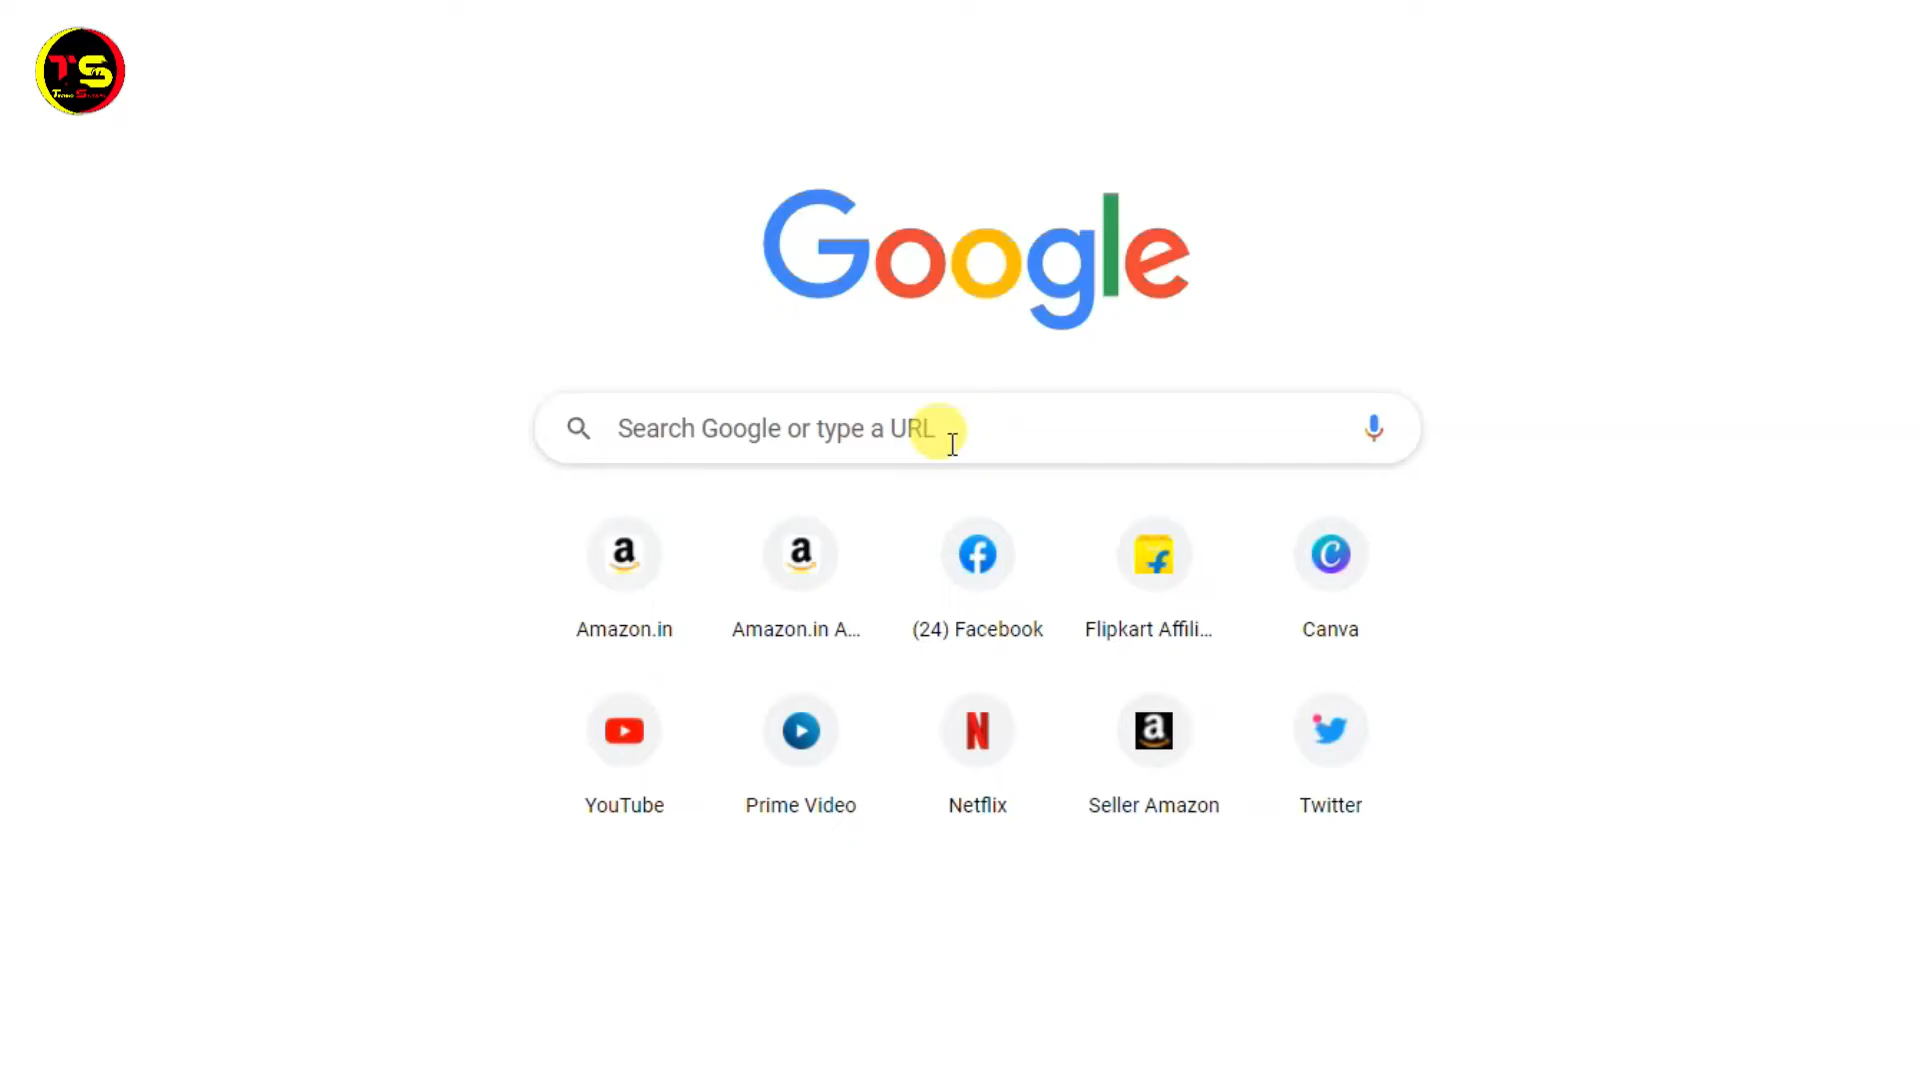 TS
Google
Search Google or type a URL
Amazon.in
Amazon.in A...
(24) Facebook
Flipkart Affili...
Canva
YouTube
Prime Video
Netflix
Seller Amazon
Twitter